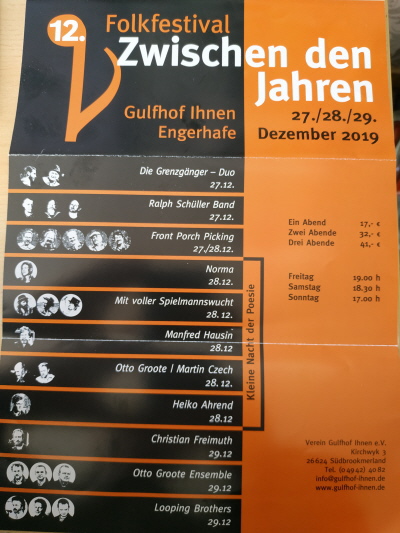 12.
Folkfestival
Zwischen den
Jahren
Gulfhof Ihnen
Engerhafe
27./28./29.
Dezember 2019
Die Grenzgänger – Duo
27.12.
Ralph Schüller Band
27.12.
Front Porch Picking
27./28.12.
Norma
28.12.
Mit voller Spielmannswucht
28.12.
Manfred Hausin
28.12
Otto Groote | Martin Czech
28.12.
Heiko Ahrend
28.12
Christian Freimuth
29.12
Otto Groote Ensemble
29.12
Looping Brothers
29.12
Kleine Nacht der Poesie
Ein Abend 17,- €
Zwei Abende 32,- €
Drei Abende 41,- €
Freitag 19.00 h
Samstag 18.30 h
Sonntag 17.00 h
Verein Gulfhof Ihnen e.V.
Kirchwyk 3
26624 Südbrookmerland
Tel. (0 49 42) 40 82
info@gulfhof-ihnen.de
www.gulfhof-ihnen.de